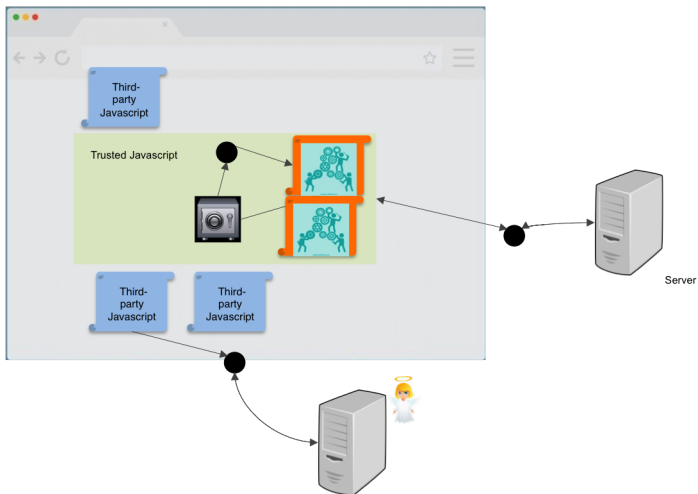 Third-
party
Javascript
Trusted Javascript
Third-
party
Javascript
Third-
party
Javascript
Server